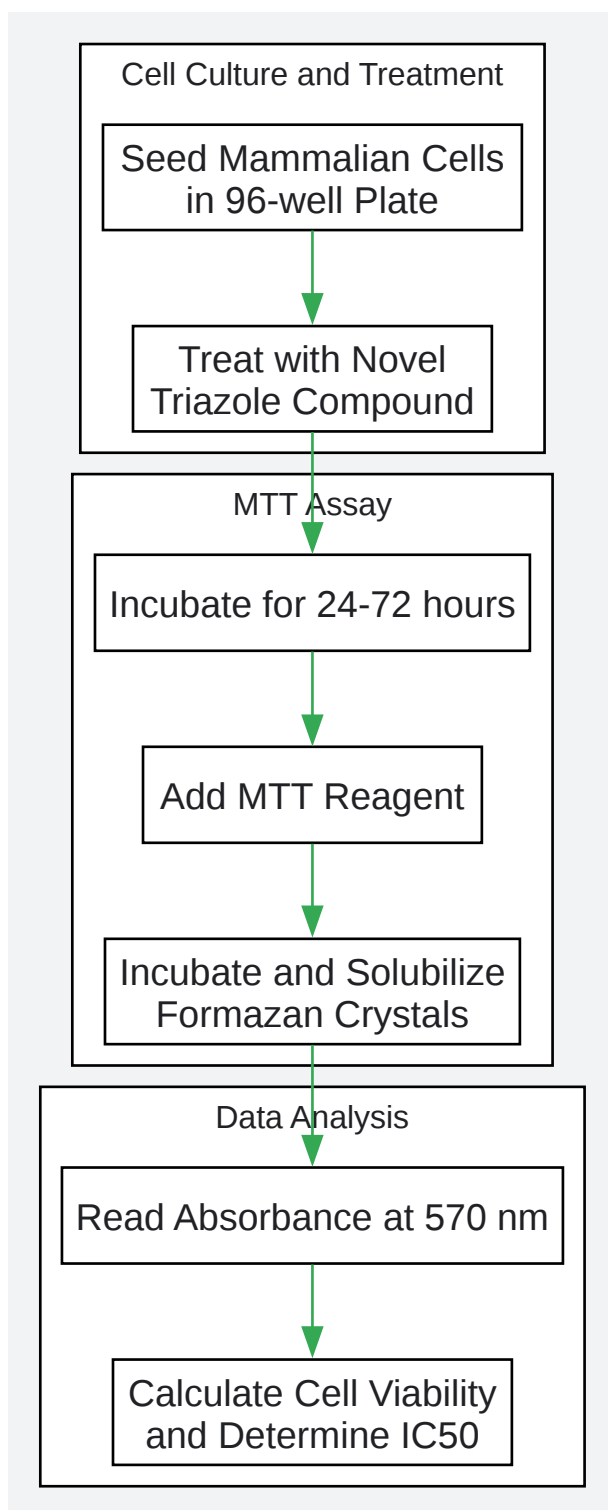 Cell Culture and Treatment
Seed Mammalian Cells
in 96-well Plate
Treat with Novel
Triazole Compound
MTT Assay
Incubate for 24-72 hours
Add MTT Reagent
Incubate and Solubilize
Formazan Crystals
Data Analysis
Read Absorbance at 570 nm
Calculate Cell Viability
and Determine IC50